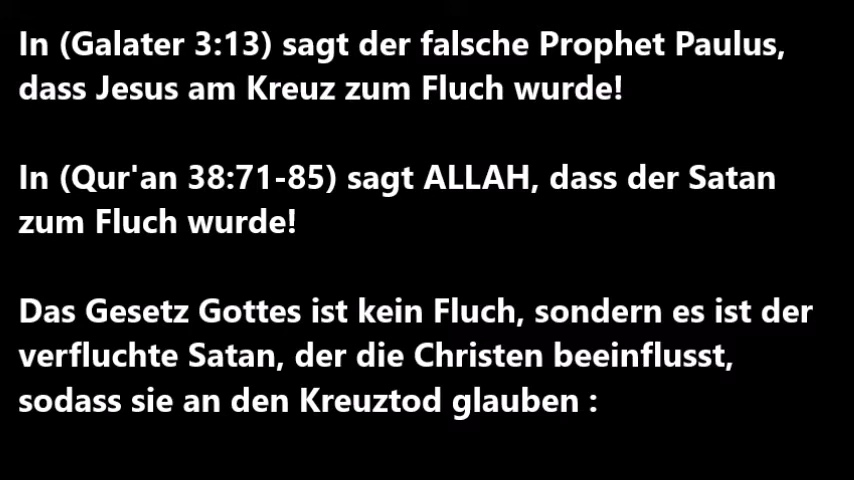 In (Galater 3:13) sagt der falsche Prophet Paulus,
dass Jesus am Kreuz zum Fluch wurde!
In (Qur'an 38:71-85) sagt ALLAH, dass der Satan
zum Fluch wurde!
Das Gesetz Gottes ist kein Fluch, sondern es ist der
verfluchte Satan, der die Christen beeinflusst,
sodass sie an den Kreuztod glauben :